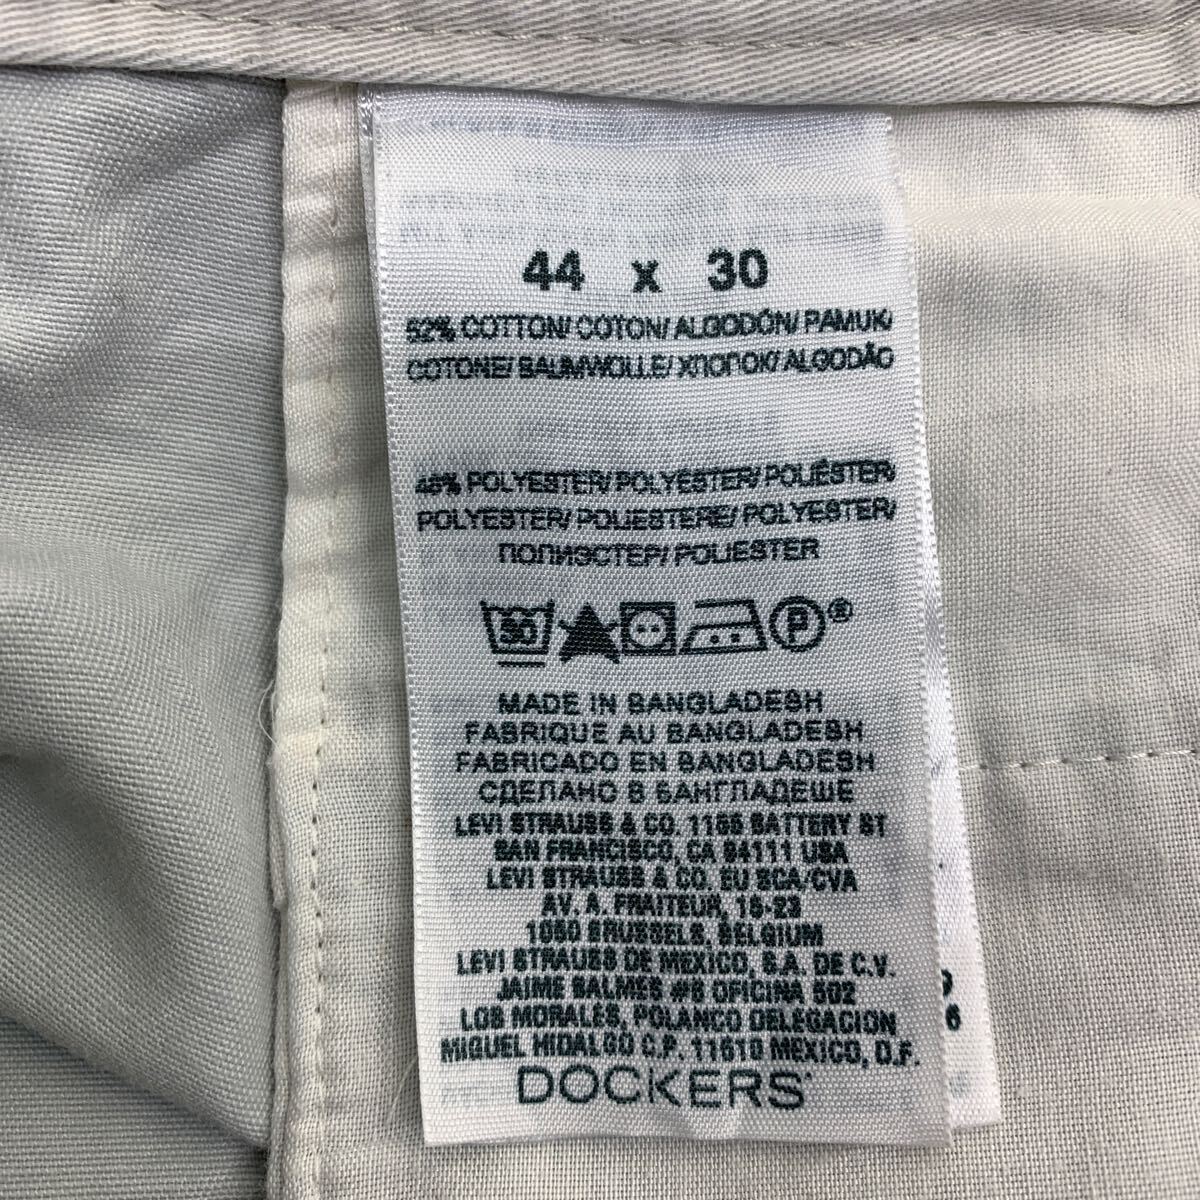 44 x 30
52% COTTON/ COTON/ ALGODÓN/ PAMUK/
COTONE/ BAUMWOLLE/ ХЛОПОК/ ALGODÃO
48% POLYESTER/ POLYESTER/ POLIÉSTER/
POLYESTER/ POLIESTERE/ POLYESTER/
ПОЛИЭСТЕР/ POLIESTER
30 P®
MADE IN BANGLADESH
FABRIQUE AU BANGLADESH
FABRICADO EN BANGLADESH
СДЕЛАНО В БАНГЛАДЕШЕ
LEVI STRAUSS & CO. 1155 BATTERY ST
SAN FRANCISCO, CA 94111 USA
LEVI STRAUSS & CO. EU SCA/CVA
AV. A. FRAITEUR, 15-23
1050 BRUSSELS, BELGIUM
LEVI STRAUSS DE MEXICO, S.A. DE C.V.
JAIME BALMES #8 OFICINA 502
LOS MORALES, POLANCO DELEGACION
MIGUEL HIDALGO C.P. 11510 MEXICO, D.F.
DOCKERS
6